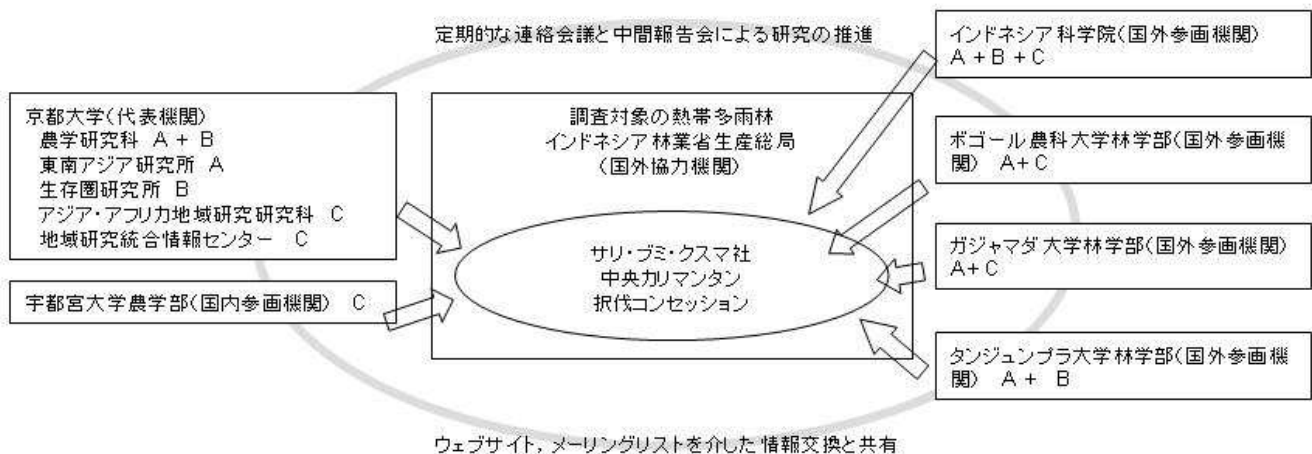 定期的な連絡会議と中間報告会による研究の推進
京都大学(代表機関)
農学研究科 A + B
東南アジア研究所 A
生存圏研究所 B
アジア・アフリカ地域研究研究科 C
地域研究統合情報センター C
宇都宮大学農学部(国内参画機関) C
調査対象の熱帯多雨林
インドネシア林業省生産総局
(国外協力機関)
サリ・ブミ・クスマ社
中央カリマンタン
択伐コンセッション
インドネシア科学院(国外参画機関)
A + B + C
ボゴール農科大学林学部(国外参画機
関) A+ C
ガジャマダ大学林学部(国外参画機関)
A+ C
タンジュンプラ大学林学部(国外参画機
関) A + B
ウェブサイト, メーリングリストを介した情報交換と共有